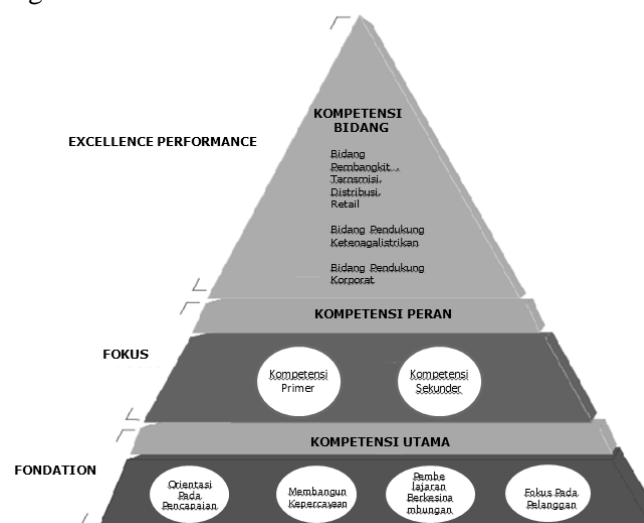 KOMPETENSI
BIDANG
EXCELLENCE PERFORMANCE
Bidang
Pembangkit, .
Tarnsmisi,
Distribusi,
Retail
Bidang Pendukung
Ketenagalistrikan
Bidang Pendukung
Korporat
KOMPETENSI PERAN
FOKUS
Kompetensi
Primer
Kompetensi
Sekunder
KOMPETENSI UTAMA
FONDATION
Orientasi
Pada
Pencapaian
Membangun
Kepercayaan
Pembe
lajaran
Berkesina
mbungan
Fokus Pada
Pelanggan